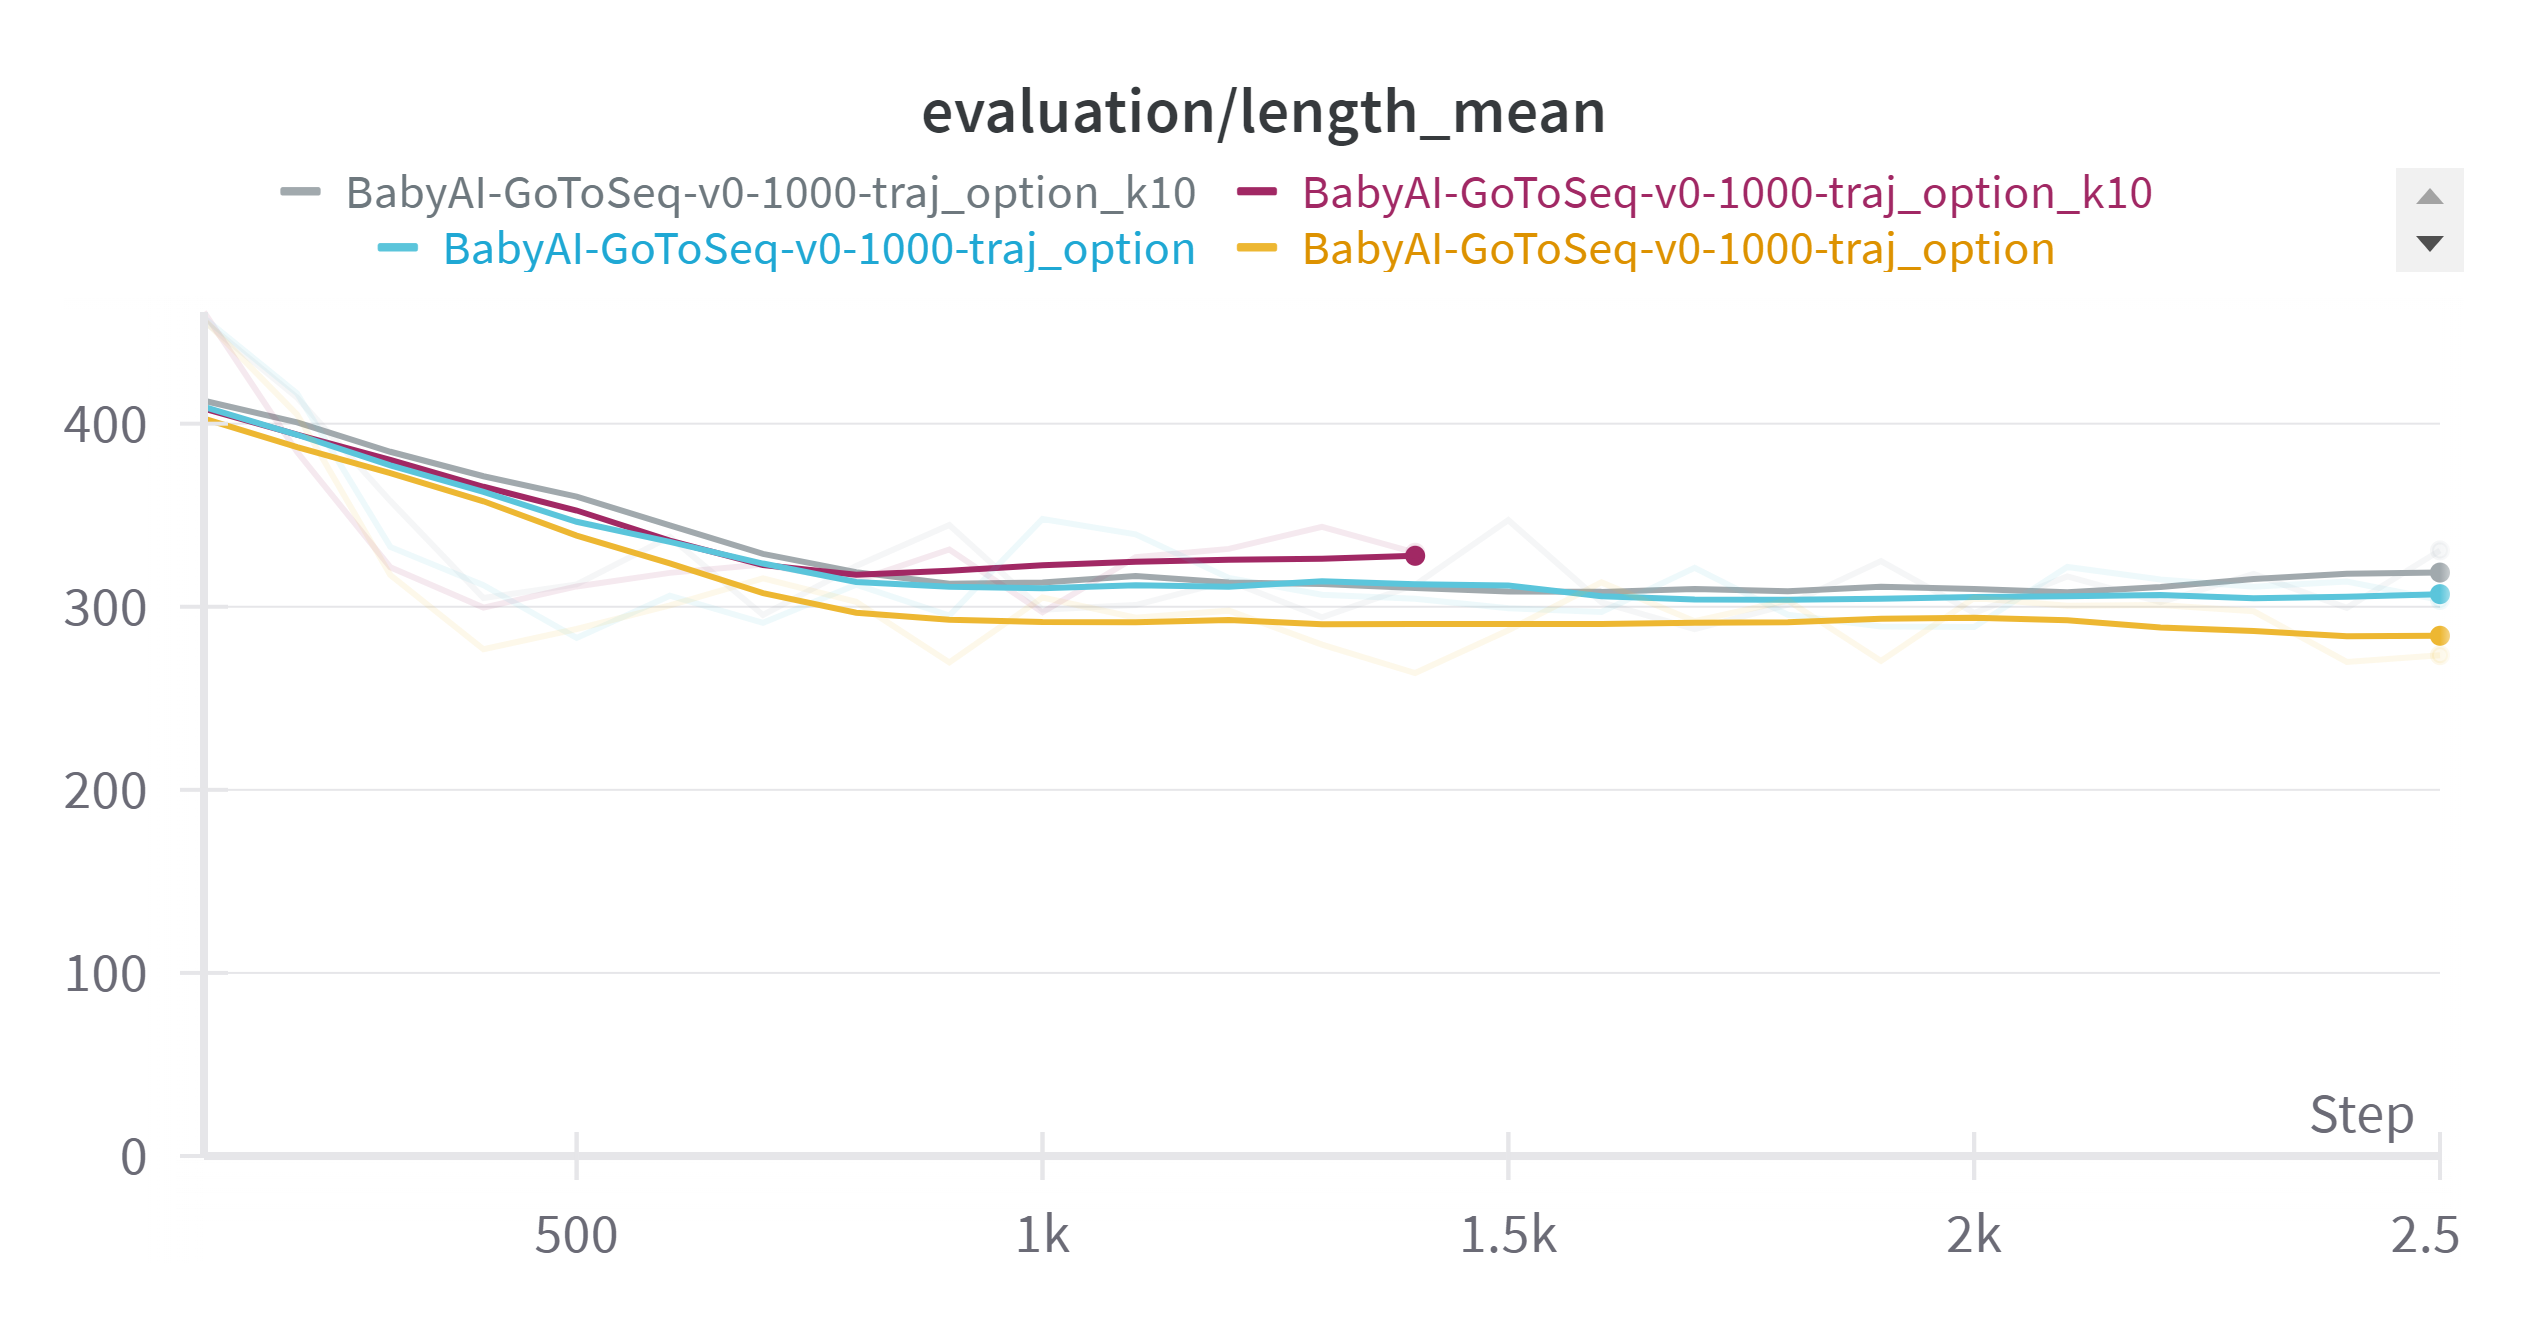 evaluation/length_mean
BabyAI-GoToSeq-v0-1000-traj_option_k10 BabyAI-GoToSeq-v0-1000-traj_option_k10
BabyAI-GoToSeq-v0-1000-traj_option BabyAI-GoToSeq-v0-1000-traj_option
400
300
200
100
0
Step
500 1k 1.5k 2k 2.5